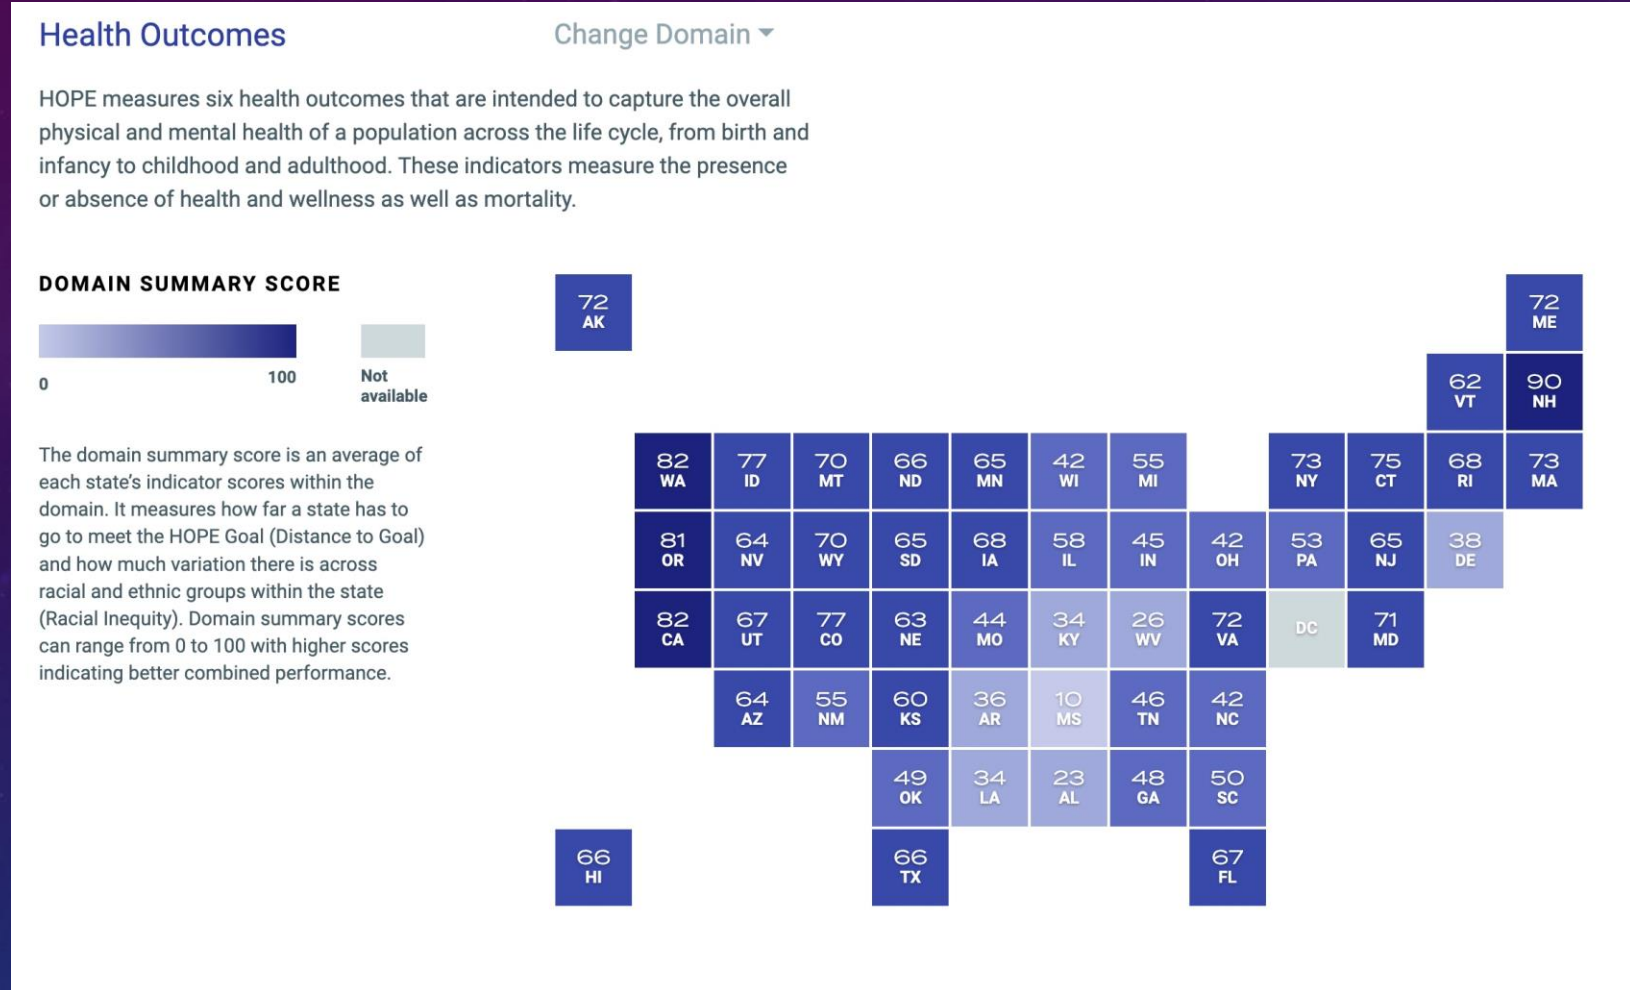 Health Outcomes
Change Domain
HOPE measures six health outcomes that are intended to capture the overall
physical and mental health of a population across the life cycle, from birth and
infancy to childhood and adulthood. These indicators measure the presence
or absence of health and wellness as well as mortality.
DOMAIN SUMMARY SCORE
0
100
Not
available
The domain summary score is an average of
each state's indicator scores within the
domain. It measures how far a state has to
go to meet the HOPE Goal (Distance to Goal)
and how much variation there is across
racial and ethnic groups within the state
(Racial Inequity). Domain summary scores
can range from 0 to 100 with higher scores
indicating better combined performance.
72
AK
72
ME
62
VT
90
NH
82
WA
77
ID
70
MT
66
ND
65
MN
42
WI
55
MI
73
NY
75
CT
68
RI
73
MA
81
OR
64
NV
70
WY
65
SD
68
IA
58
IL
45
IN
42
OH
53
PA
65
NJ
38
DE
82
CA
67
UT
77
CO
63
NE
44
MO
34
KY
26
WV
72
VA
DC
71
MD
64
AZ
55
NM
60
KS
36
AR
10
MS
46
TN
42
NC
49
OK
34
LA
23
AL
48
GA
50
SC
66
HI
66
TX
67
FL